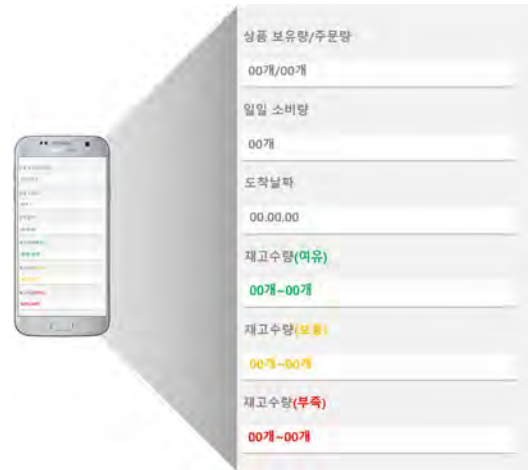 상품 보유량/주문량
00개/00개
일일 소비량
00개
도착날짜
00.00.00
재고수량(여유)
00개~00개
재고수량(보통)
00개~00개
재고수량(부족)
00개~00개